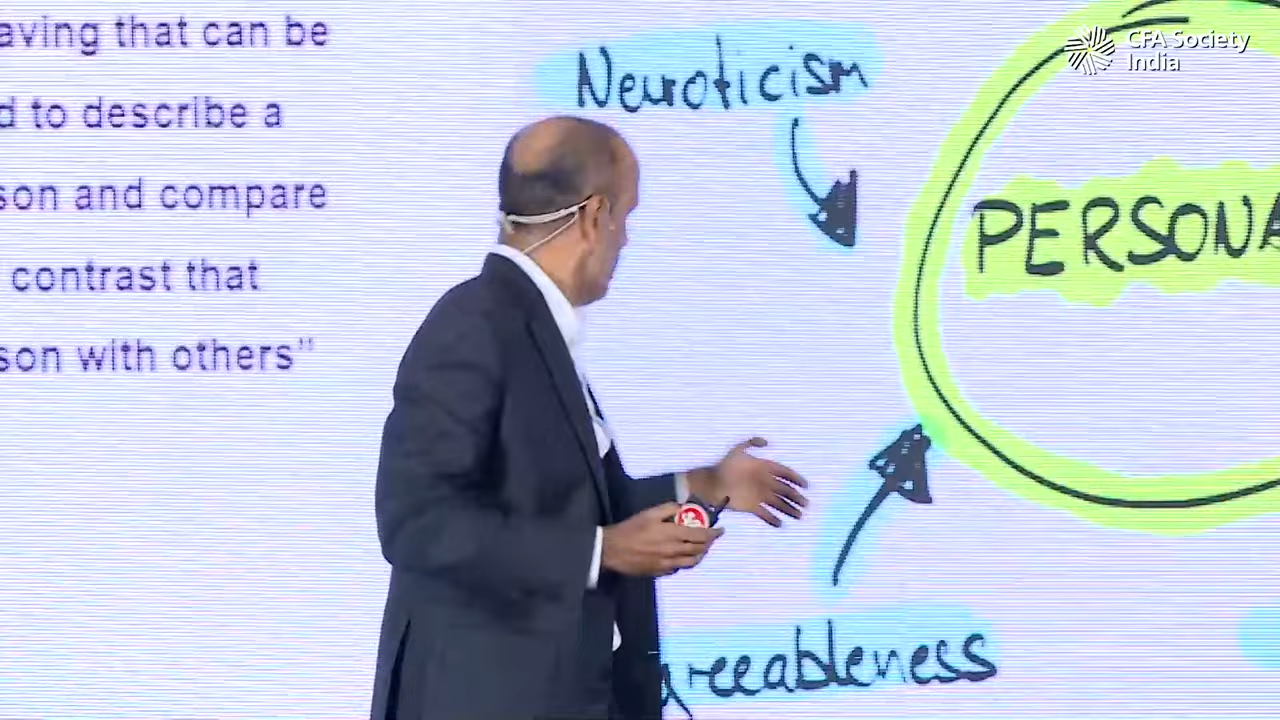 aving that can be
d to describe a
son and compare
contrast that
son with others"
Neuroticism
PERSONA
greeableness
CFA Society
India